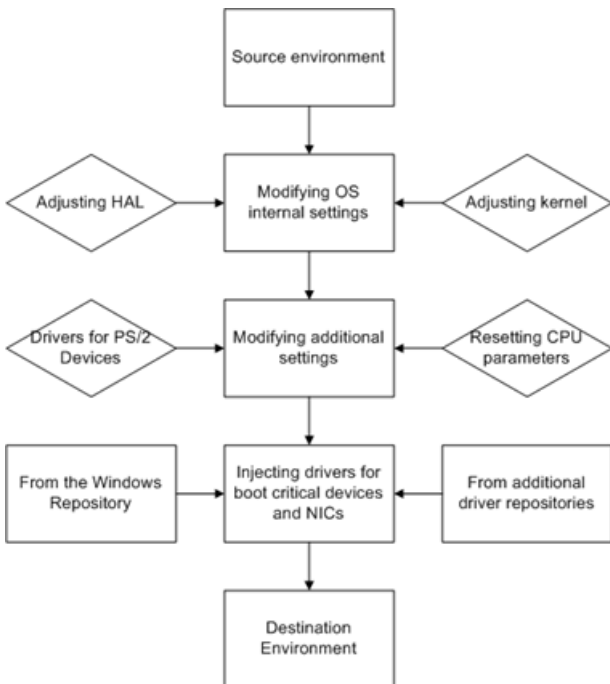 Source environment
Adjusting HAL
Modifying OS
internal settings
Adjusting kernel
Drivers for PS/2
Devices
Modifying additional
settings
Resetting CPU
parameters
From the Windows
Repository
Injecting drivers for
boot critical devices
and NICs
From additional
driver repositories
Destination
Environment